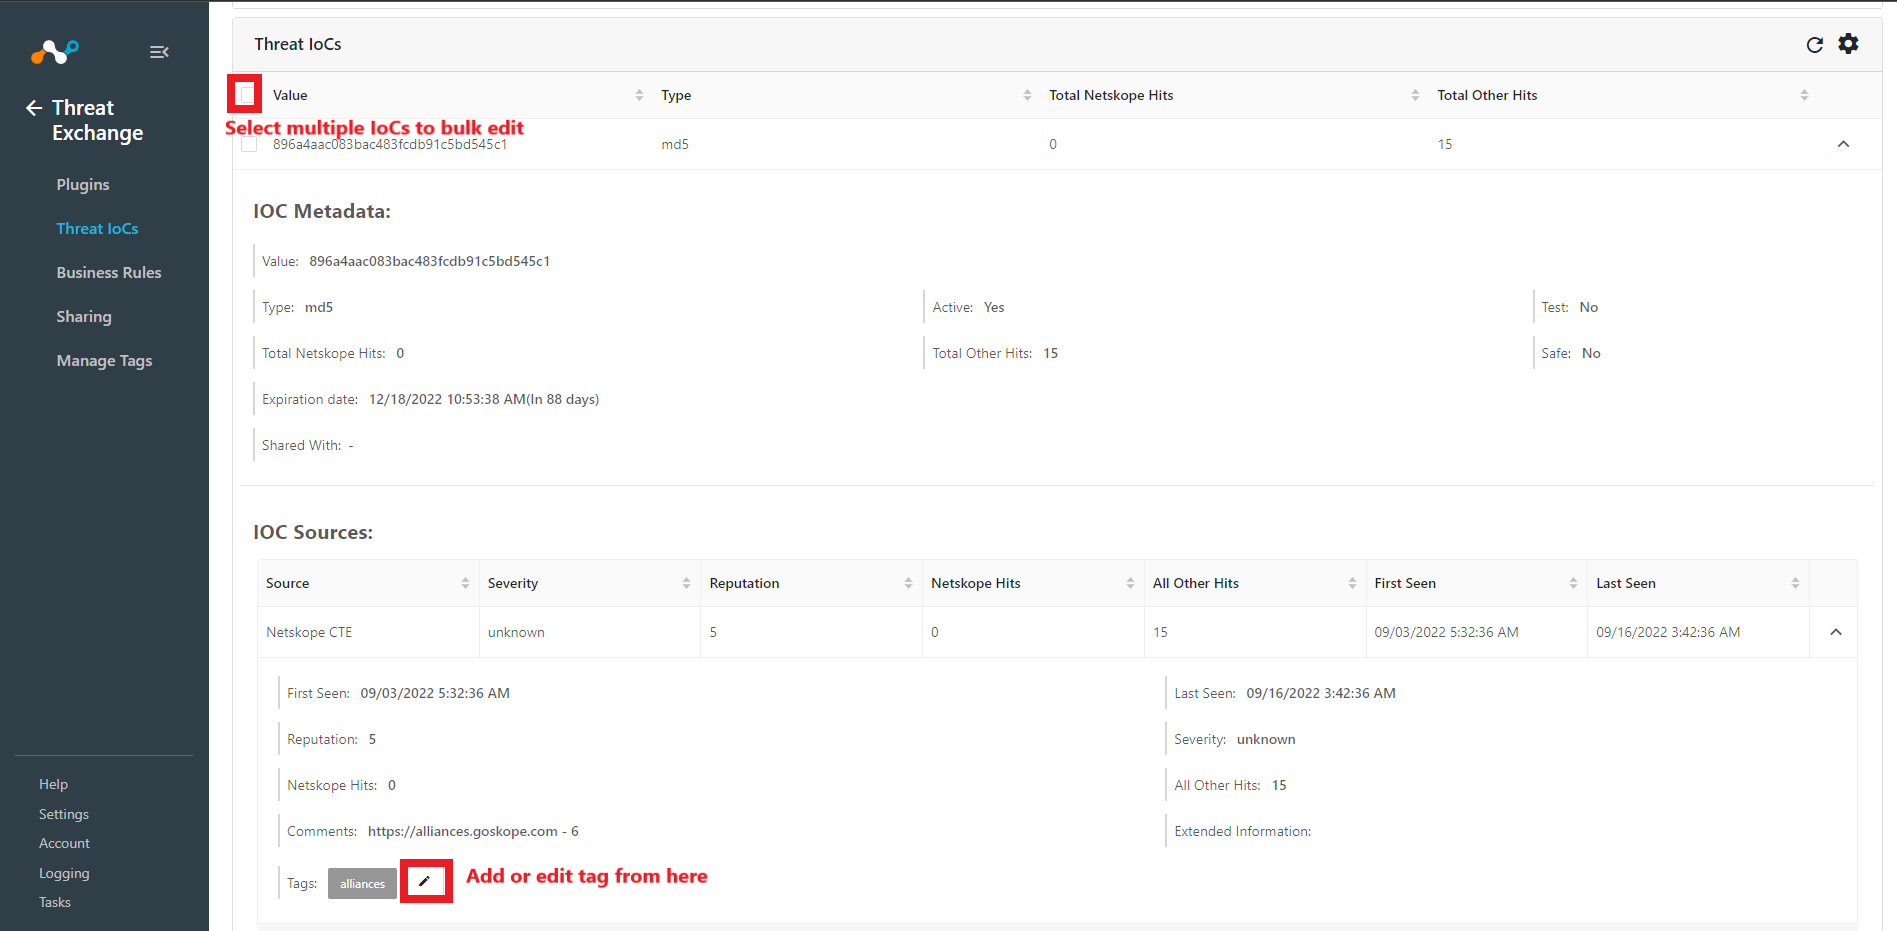 Threat Exchange
Plugins
Threat IoCs
Business Rules
Sharing
Manage Tags
Help
Settings
Account
Logging
Tasks
Threat IoCs
Value Type Total Netskope Hits Total Other Hits
Select multiple IoCs to bulk edit
896a4aac083bac483fcdb91c5bd545c1 md5 0 15
IOC Metadata:
Value: 896a4aac083bac483fcdb91c5bd545c1
Type: md5 Active: Yes Test: No
Total Netskope Hits: 0 Total Other Hits: 15 Safe: No
Expiration date: 12/18/2022 10:53:38 AM(In 88 days)
Shared With: -
IOC Sources:
Source Severity Reputation Netskope Hits All Other Hits First Seen Last Seen
Netskope CTE unknown 5 0 15 09/03/2022 5:32:36 AM 09/16/2022 3:42:36 AM
First Seen: 09/03/2022 5:32:36 AM Last Seen: 09/16/2022 3:42:36 AM
Reputation: 5 Severity: unknown
Netskope Hits: 0 All Other Hits: 15
Comments: https://alliances.goskope.com - 6 Extended Information:
Tags: alliances Add or edit tag from here